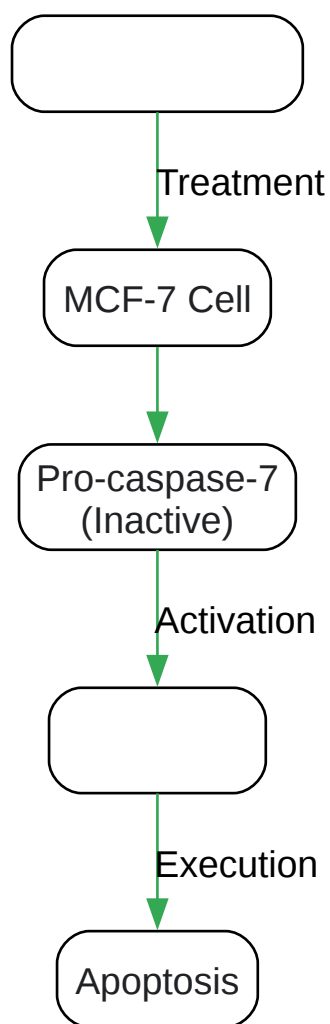 Treatment
MCF-7 Cell
Pro-caspase-7
(Inactive)
Activation
Execution
Apoptosis